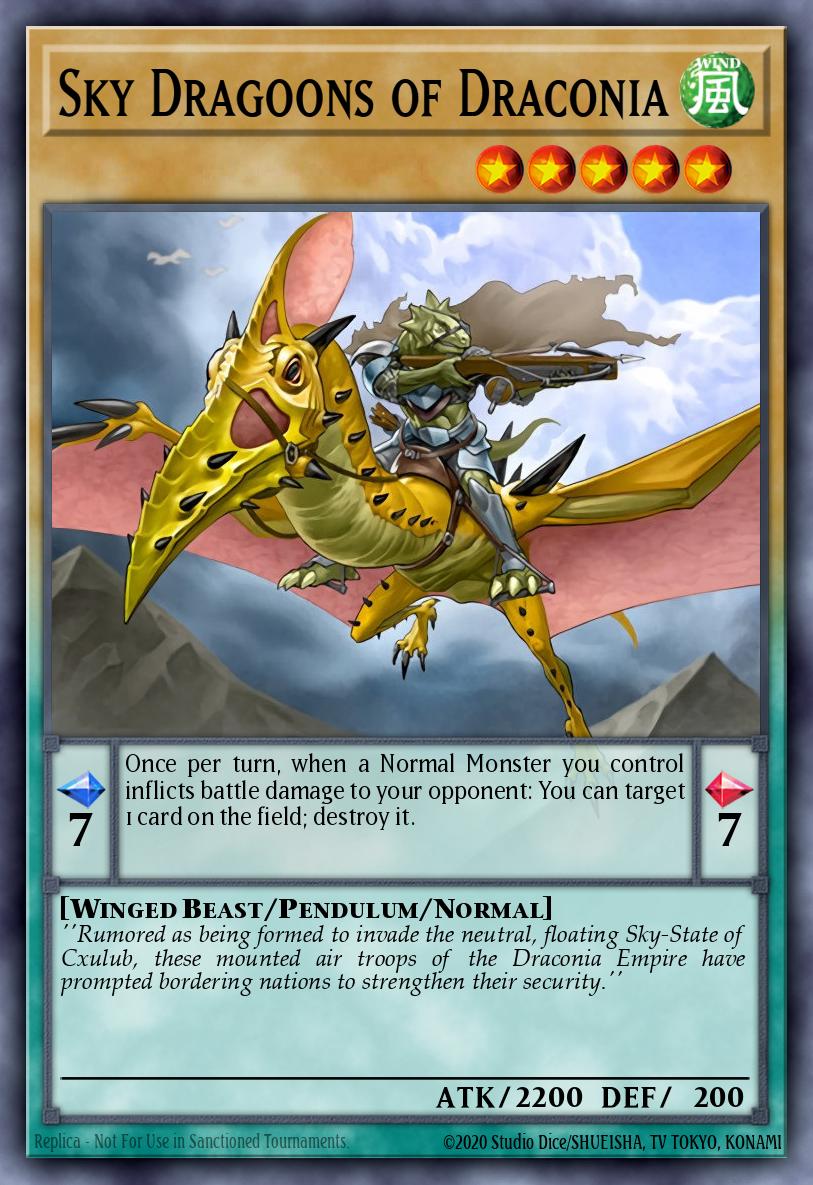 Sky Dragoons of Draconia
WIND
風
Once per turn, when a Normal Monster you control
inflicts battle damage to your opponent: You can target
1 card on the field; destroy it.
7
7
[Winged Beast/Pendulum/Normal]
''Rumored as being formed to invade the neutral, floating Sky-State of
Cxulub, these mounted air troops of the Draconia Empire have
prompted bordering nations to strengthen their security.''
ATK/2200 DEF/ 200
Replica - Not For Use in Sanctioned Tournaments.
©2020 Studio Dice/SHUEISHA, TV TOKYO, KONAMI